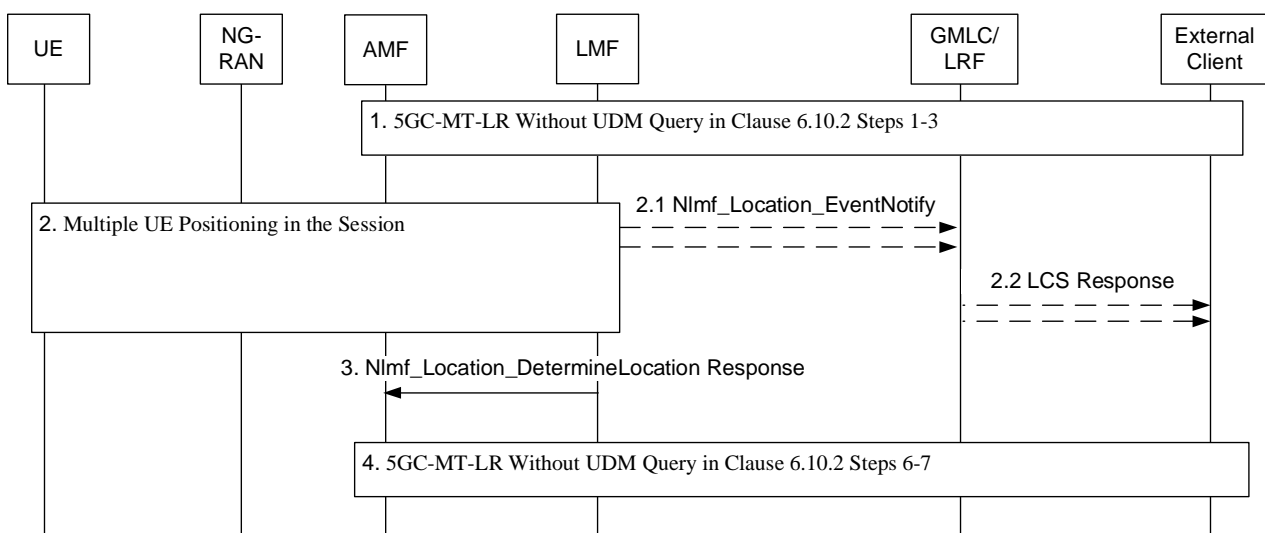 UE
NG-
RAN
AMF
LMF
GMLC/
LRF
External
Client
1. 5GC-MT-LR Without UDM Query in Clause 6.10.2 Steps 1-3
2. Multiple UE Positioning in the Session
2.1 Nlmf_Location_EventNotify
2.2 LCS Response
3. Nlmf_Location_DetermineLocation Response
4. 5GC-MT-LR Without UDM Query in Clause 6.10.2 Steps 6-7